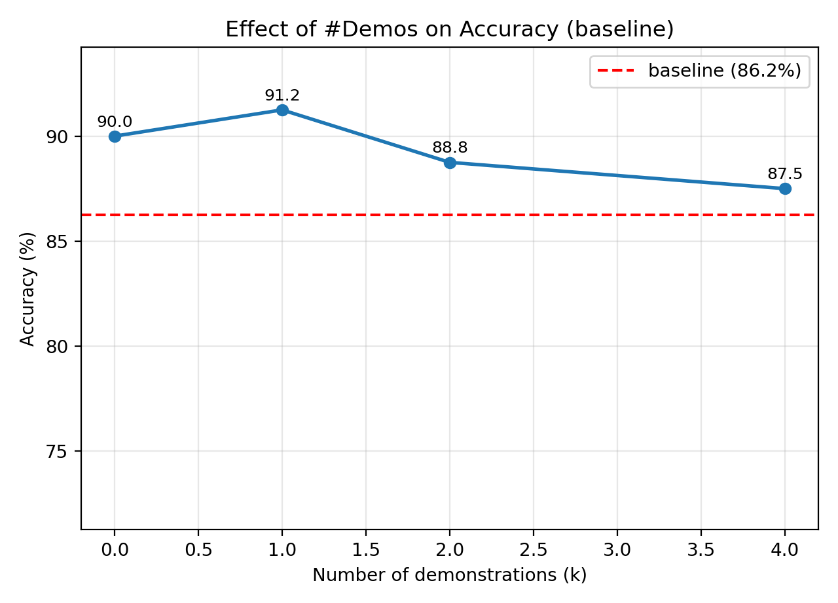 Effect of #Demos on Accuracy (baseline)
baseline (86.2%)
90.0
91.2
88.8
87.5
Accuracy (%)
90
85
80
75
0.0 0.5 1.0 1.5 2.0 2.5 3.0 3.5 4.0
Number of demonstrations (k)